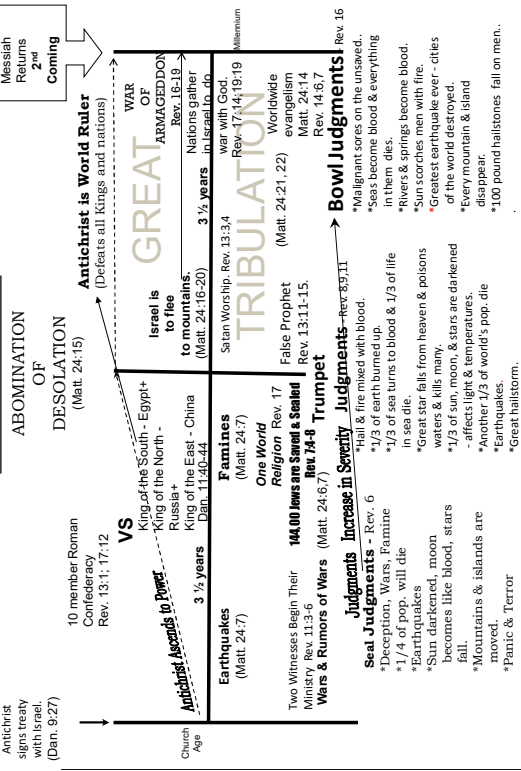 Messiah
Returns
2nd
Coming
ABOMINATION
OF
DESOLATION
(Matt. 24:15)
Antichrist
signs treaty
with Israel.
(Dan. 9:27)
10 member Roman
Confederacy
Rev. 13:1; 17:12
Antichrist is World Ruler
(Defeats all Kings and nations)
VS
King of the South - Egypt+
King of the North -
Russia+
King of the East - China
Dan. 11:40-44
Antichrist Ascends to Power
3 ½ years
GREAT
Israel is
to flee
to mountains.
(Matt. 24:16-20)
WAR
OF
ARMAGEDDON
Rev. 16-19
Nations gather
in Israel to do
war with God.
Rev. 17:14;19:19
3 ½ years
Church
Age
Millennium
Earthquakes
(Matt. 24:7)
Famines
(Matt. 24:7)
Satan Worship. Rev. 13:3,4
TRIBULATION
(Matt. 24:21, 22)
Worldwide
evangelism
Matt. 24:14
Rev. 14:6,7
One World
Religion Rev. 17
False Prophet
Rev. 13:11-15.
Two Witnesses Begin Their
Ministry Rev. 11:3-6
144,00 Jews are Saved & Sealed
Rev. 7:4-8
Wars & Rumors of Wars (Matt. 24:6,7)
Judgments Increase in Severity
Seal Judgments - Rev. 6
*Deception, Wars, Famine
*1/4 of pop. will die
*Earthquakes
*Sun darkened, moon
becomes like blood, stars
fall.
*Mountains & islands are
moved.
*Panic & Terror
Trumpet
Judgments - Rev. 8,9,11
*Hail & fire mixed with blood.
*1/3 of earth burned up.
*1/3 of sea turns to blood & 1/3 of life
in sea die.
*Great star falls from heaven & poisons
waters & kills many.
*1/3 of sun, moon, & stars are darkened
- affects light & temperatures.
*Another 1/3 of world's pop. die
*Earthquakes.
*Great hailstorm.
Bowl Judgments - Rev. 16
*Malignant sores on the unsaved..
*Seas become blood & everything
in them dies.
*Rivers & springs become blood.
*Sun scorches men with fire.
*Greatest earthquake ever - cities
of the world destroyed.
*Every mountain & island
disappear.
*100 pound hailstones fall on men..
.